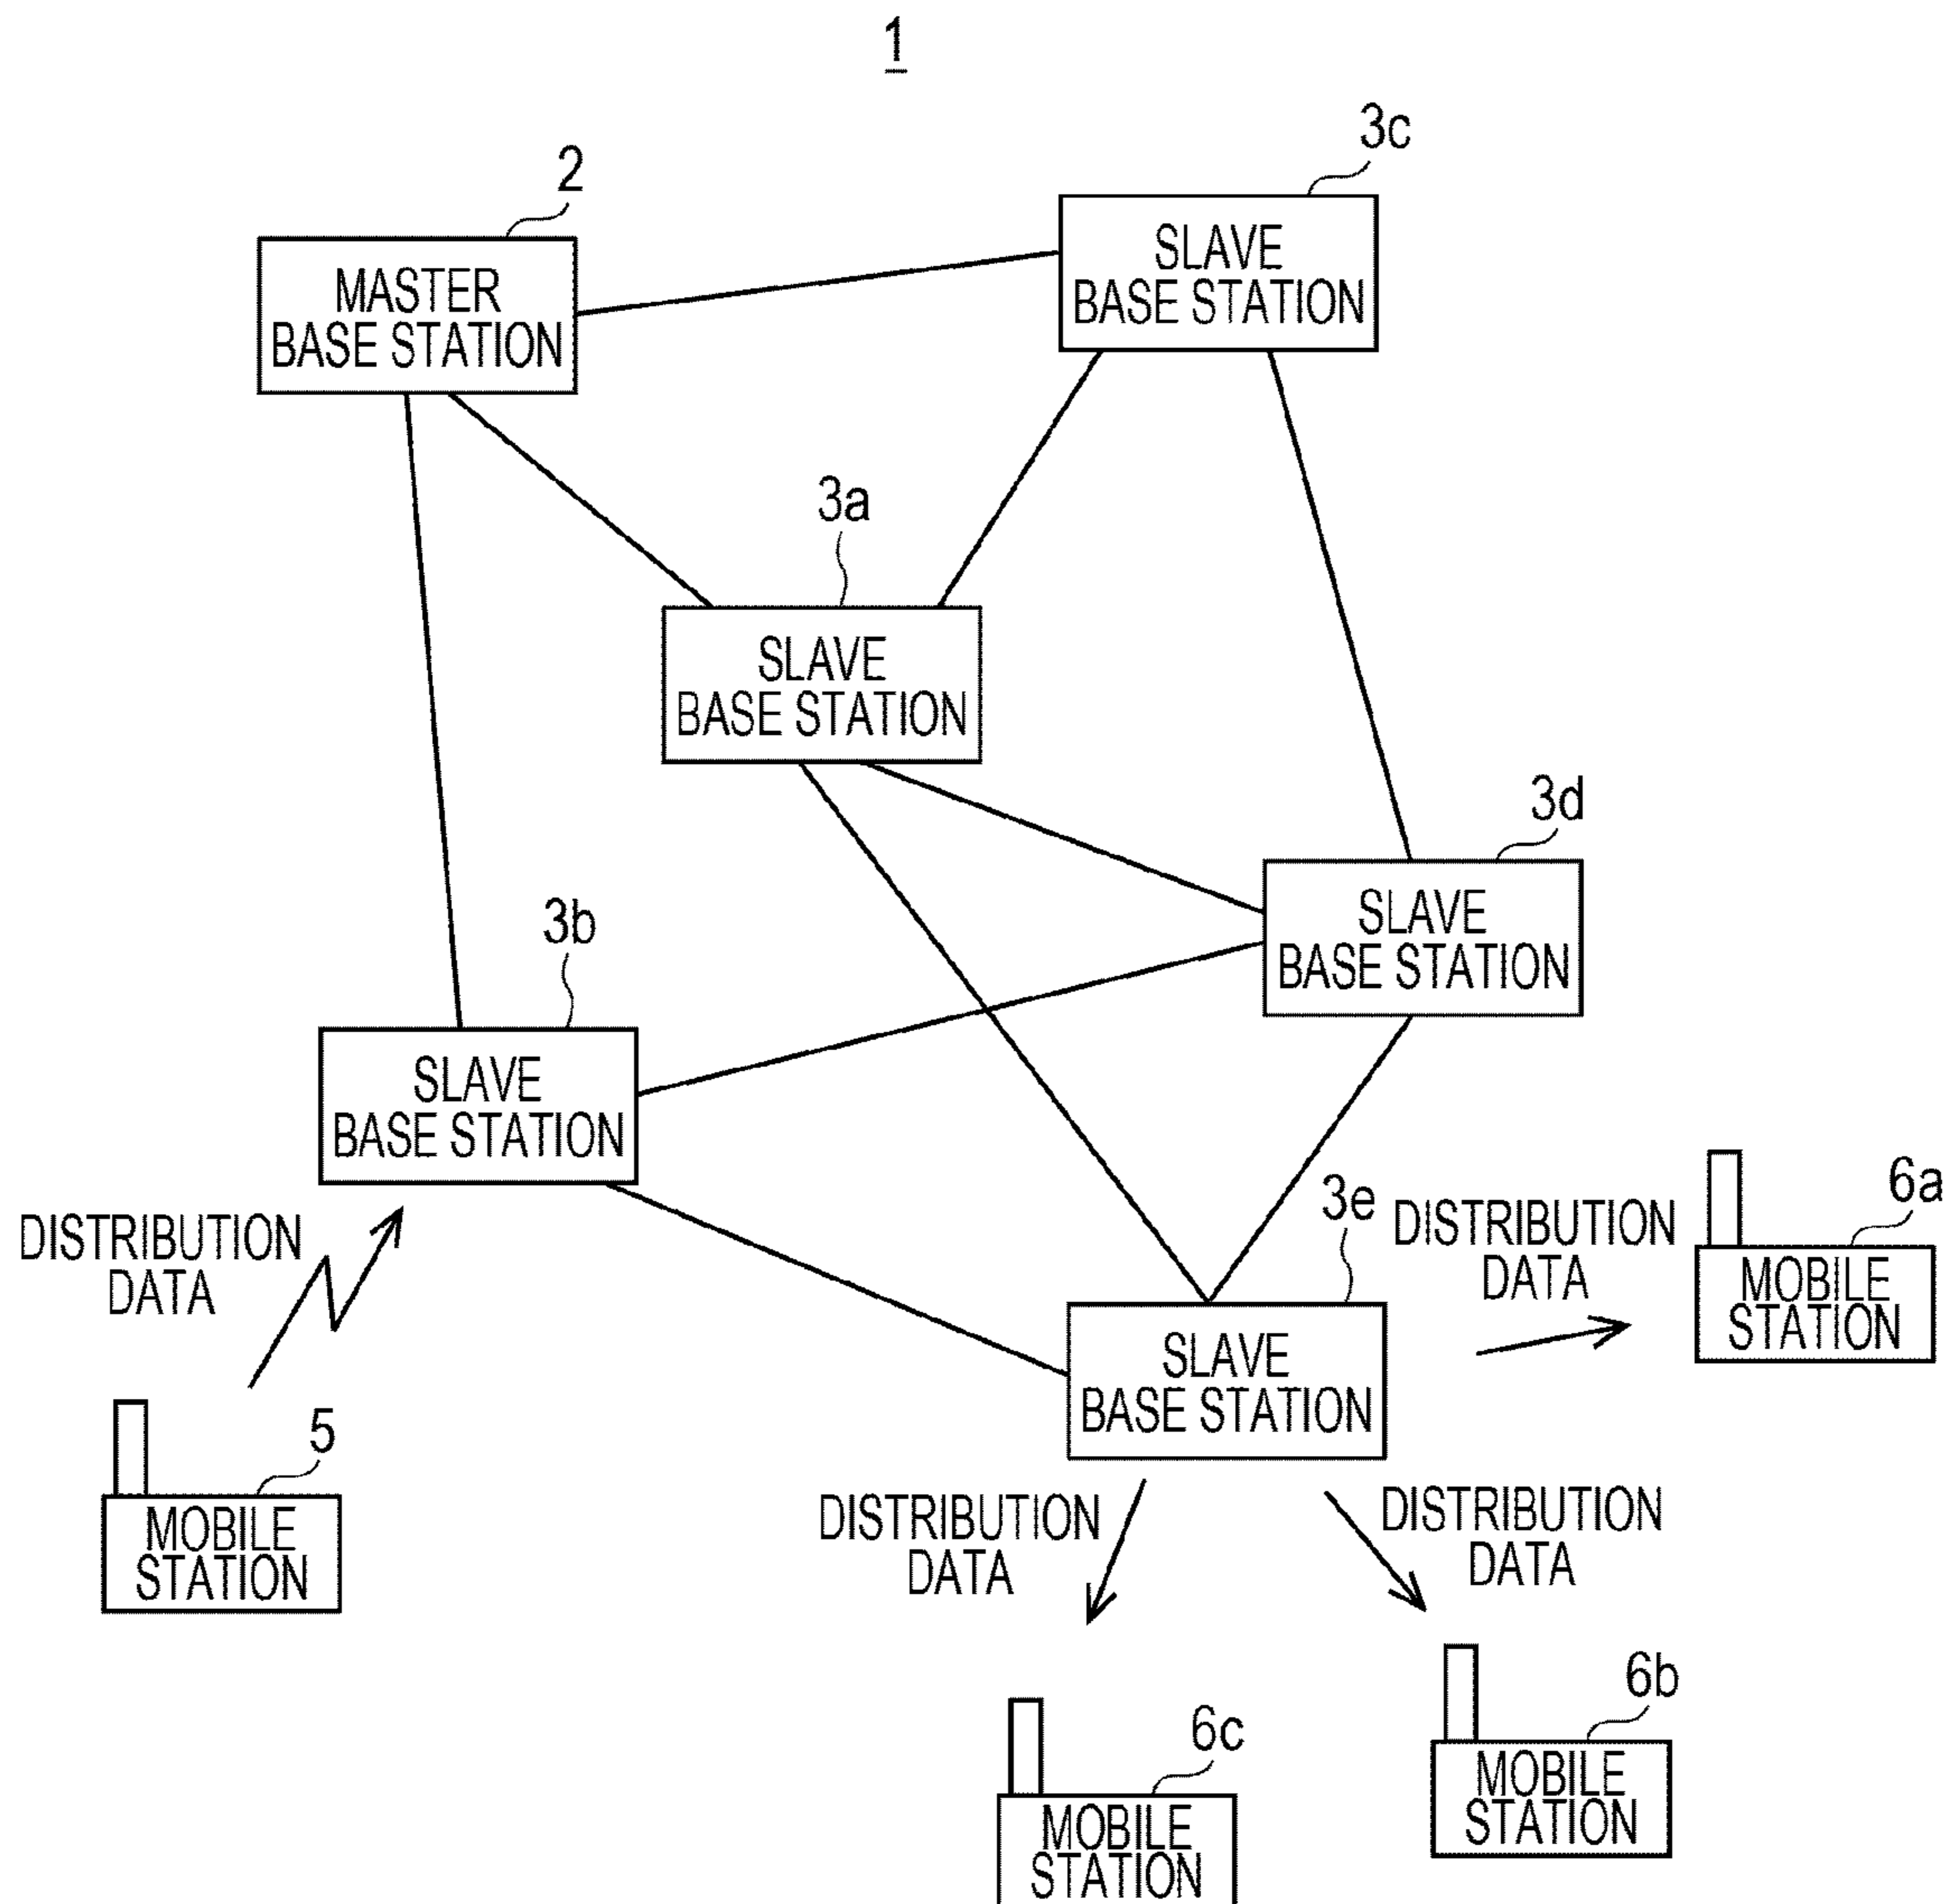 1
3c
2
SLAVE
BASE STATION
MASTER
BASE STATION
3a
SLAVE
BASE STATION
3d
SLAVE
BASE STATION
3b
SLAVE
BASE STATION
6a
3e
DISTRIBUTION
DATA
DISTRIBUTION
DATA
MOBILE
STATION
SLAVE
BASE STATION
5
DISTRIBUTION
DATA
DISTRIBUTION
DATA
MOBILE
STATION
6b
6c
MOBILE
STATION
MOBILE
STATION